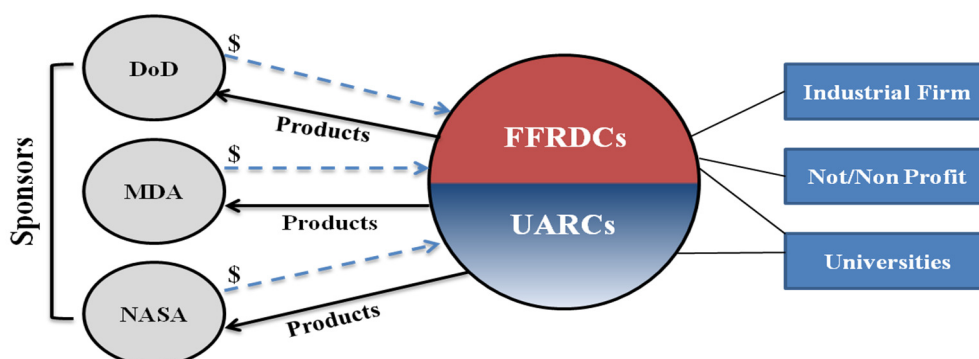 Sponsors
DoD
MDA
NASA
$
Products
$
Products
$
Products
FFRDCs
UARCs
Industrial Firm
Not/Non Profit
Universities